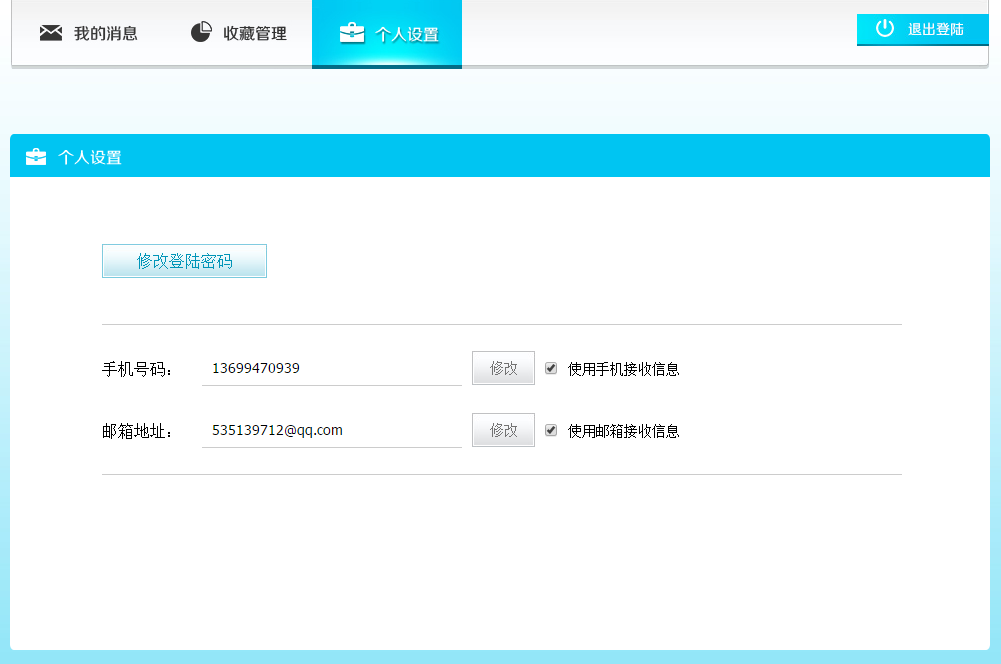 我的消息 收藏管理 个人设置 退出登陆
个人设置
修改登陆密码
手机号码： 13699470939 修改 使用手机接收信息
邮箱地址： 535139712@qq.com 修改 使用邮箱接收信息